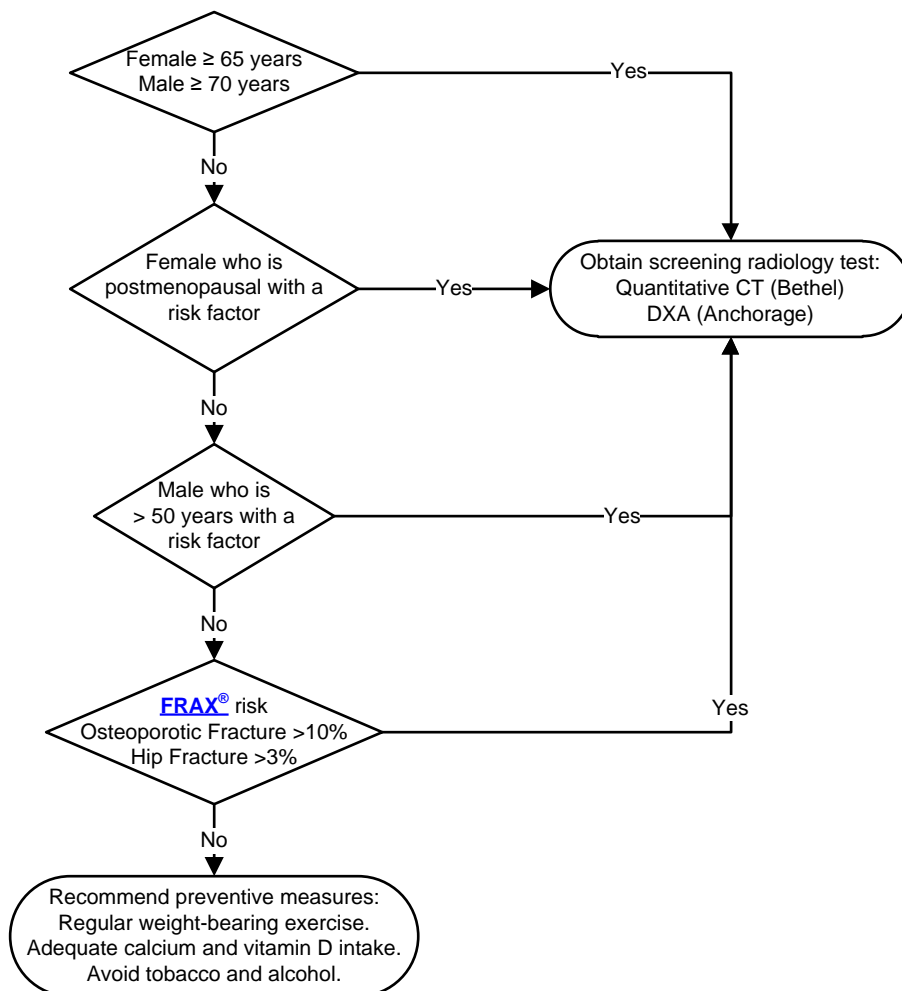 Female ≥ 65 years
Male ≥ 70 years
Yes
No
Female who is
postmenopausal with a
risk factor
Yes
Obtain screening radiology test:
Quantitative CT (Bethel)
DXA (Anchorage)
No
Male who is
> 50 years with a
risk factor
Yes
No
FRAX® risk
Osteoporotic Fracture >10%
Hip Fracture >3%
Yes
No
Recommend preventive measures:
Regular weight-bearing exercise.
Adequate calcium and vitamin D intake.
Avoid tobacco and alcohol.